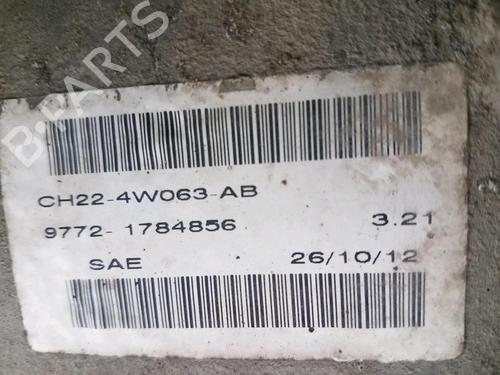 B-PARTS
CH22-4W063-AB
9772-1784856 3.21
SAE 26/10/12